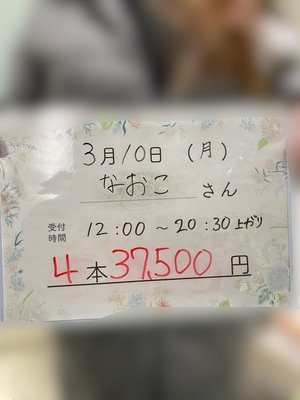 3月10日 (月)
なおこ さん
受付時間 12:00 ~ 20:30 上がり
4本 37,500 円